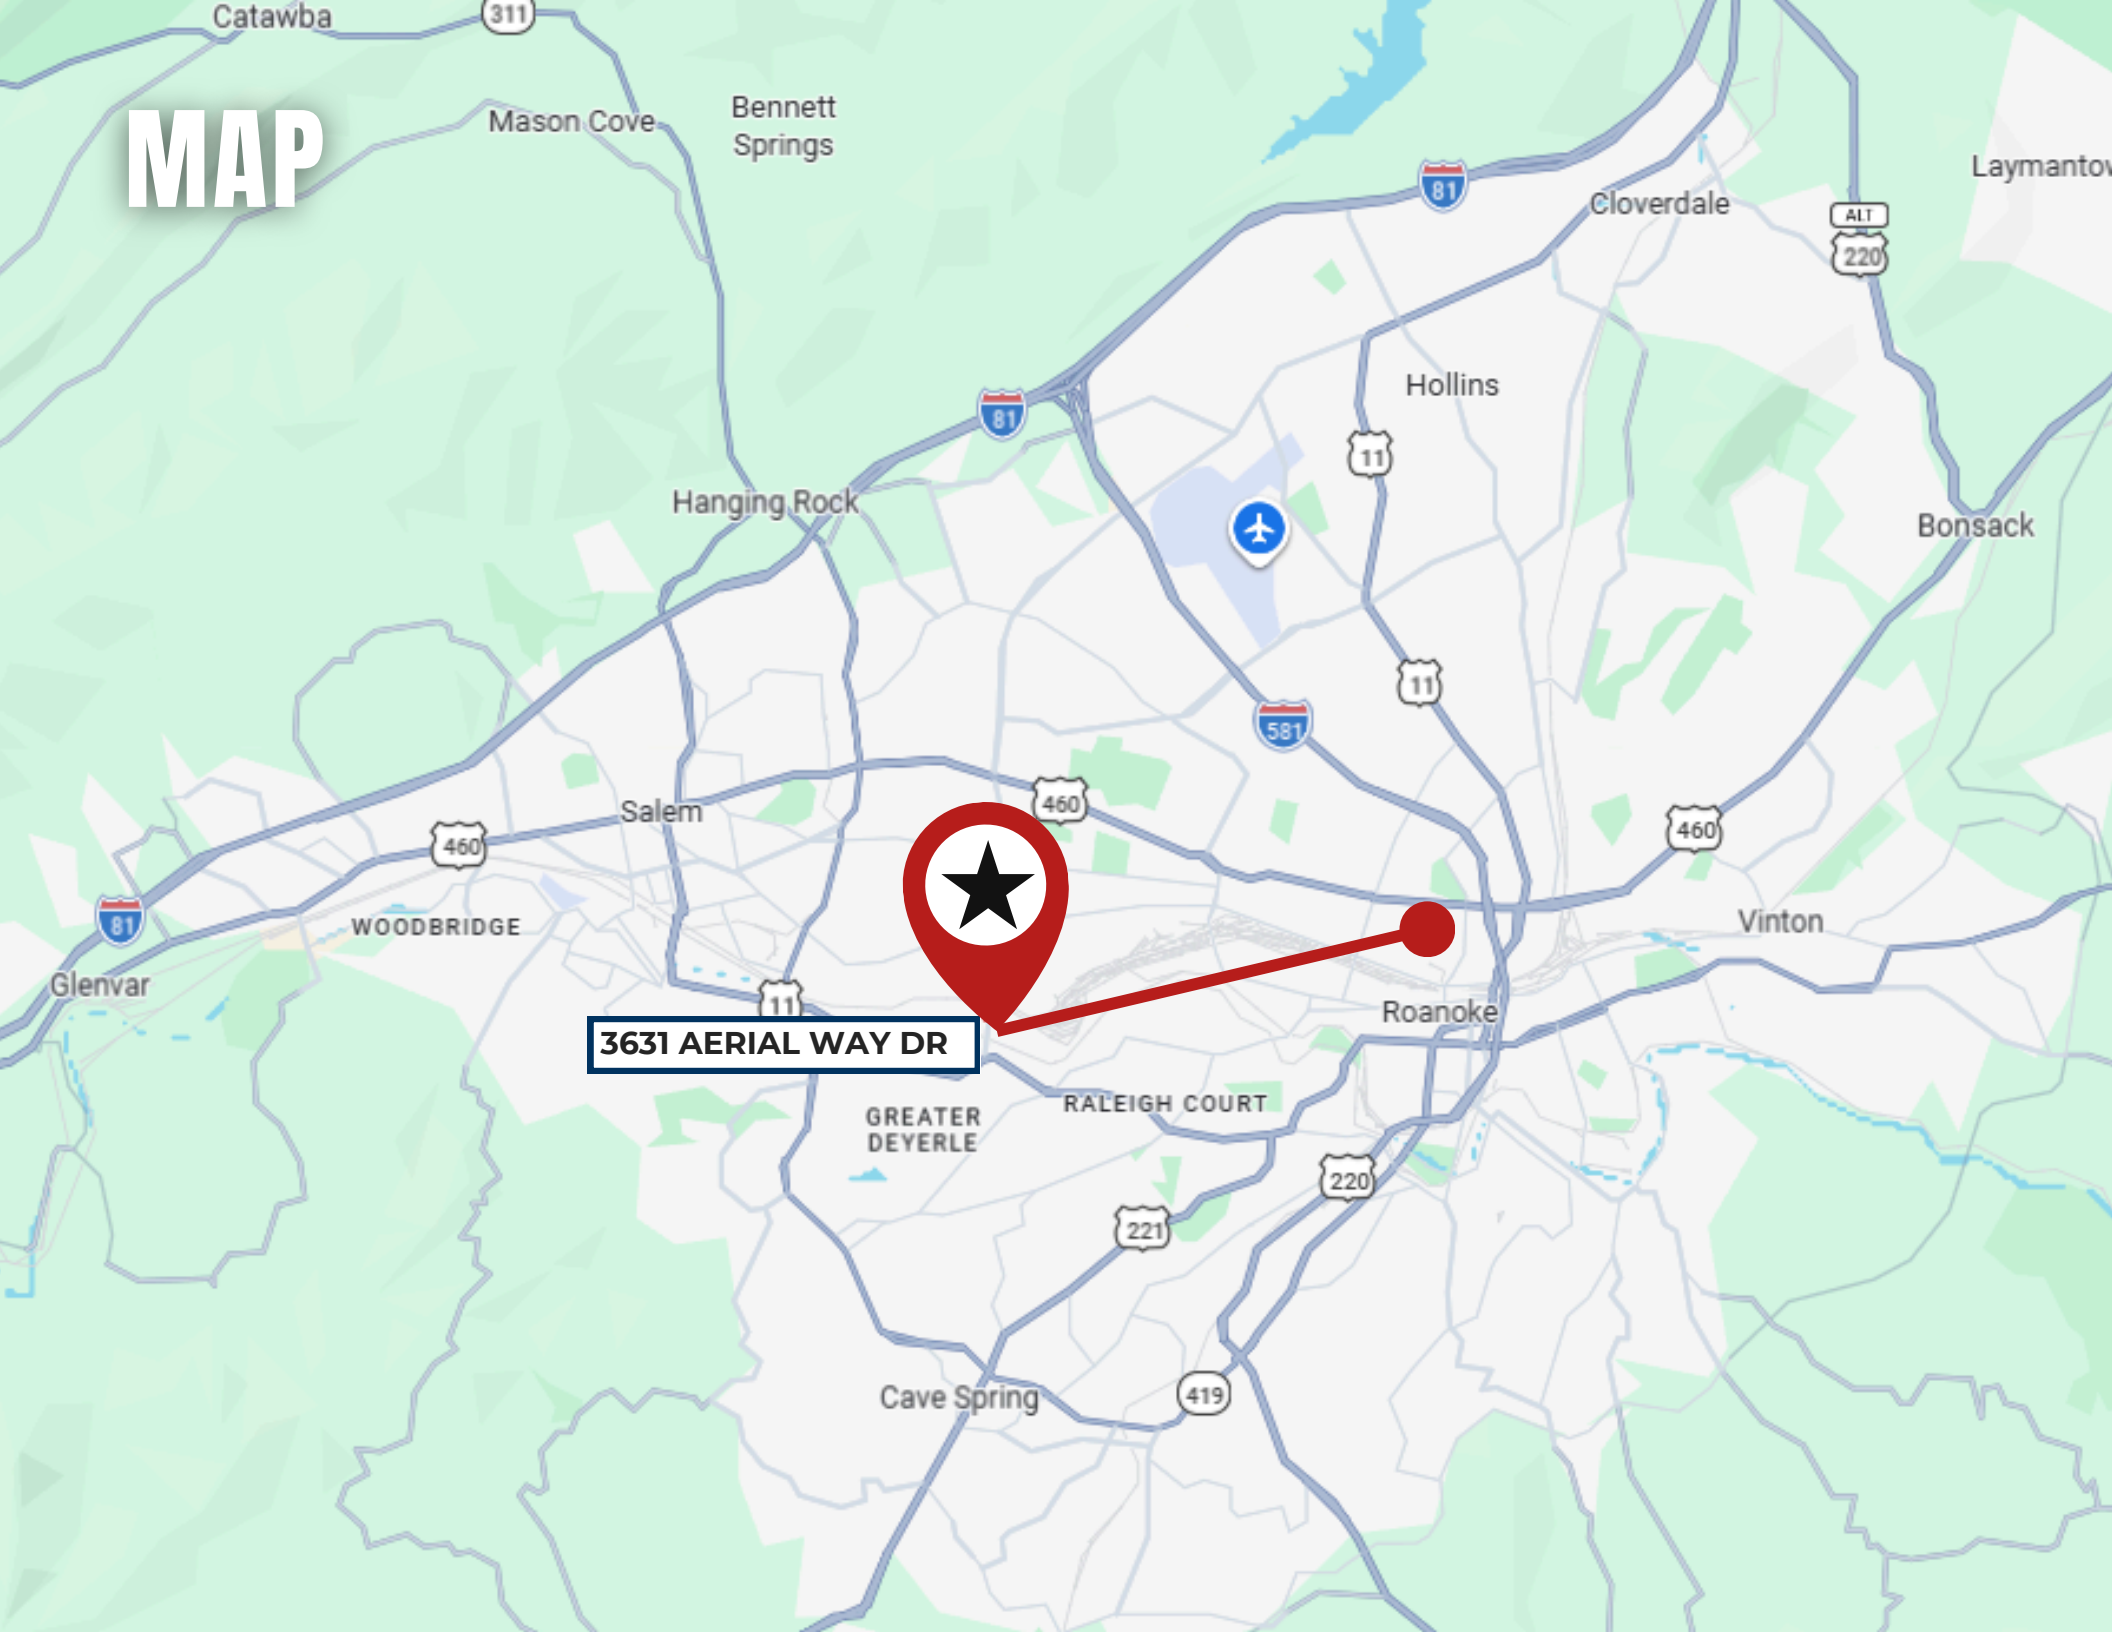 Catawba
311
MAP
Mason Cove
Bennett
Springs
81
Cloverdale
Laymantov
ALT
220
Hollins
81
11
Hanging Rock
Bonsack
11
581
460
Salem
460
460
81
WOODBRIDGE
Vinton
Glenvar
11
Roanoke
3631 AERIAL WAY DR
RALEIGH COURT
GREATER
DEYERLE
220
221
Cave Spring
419